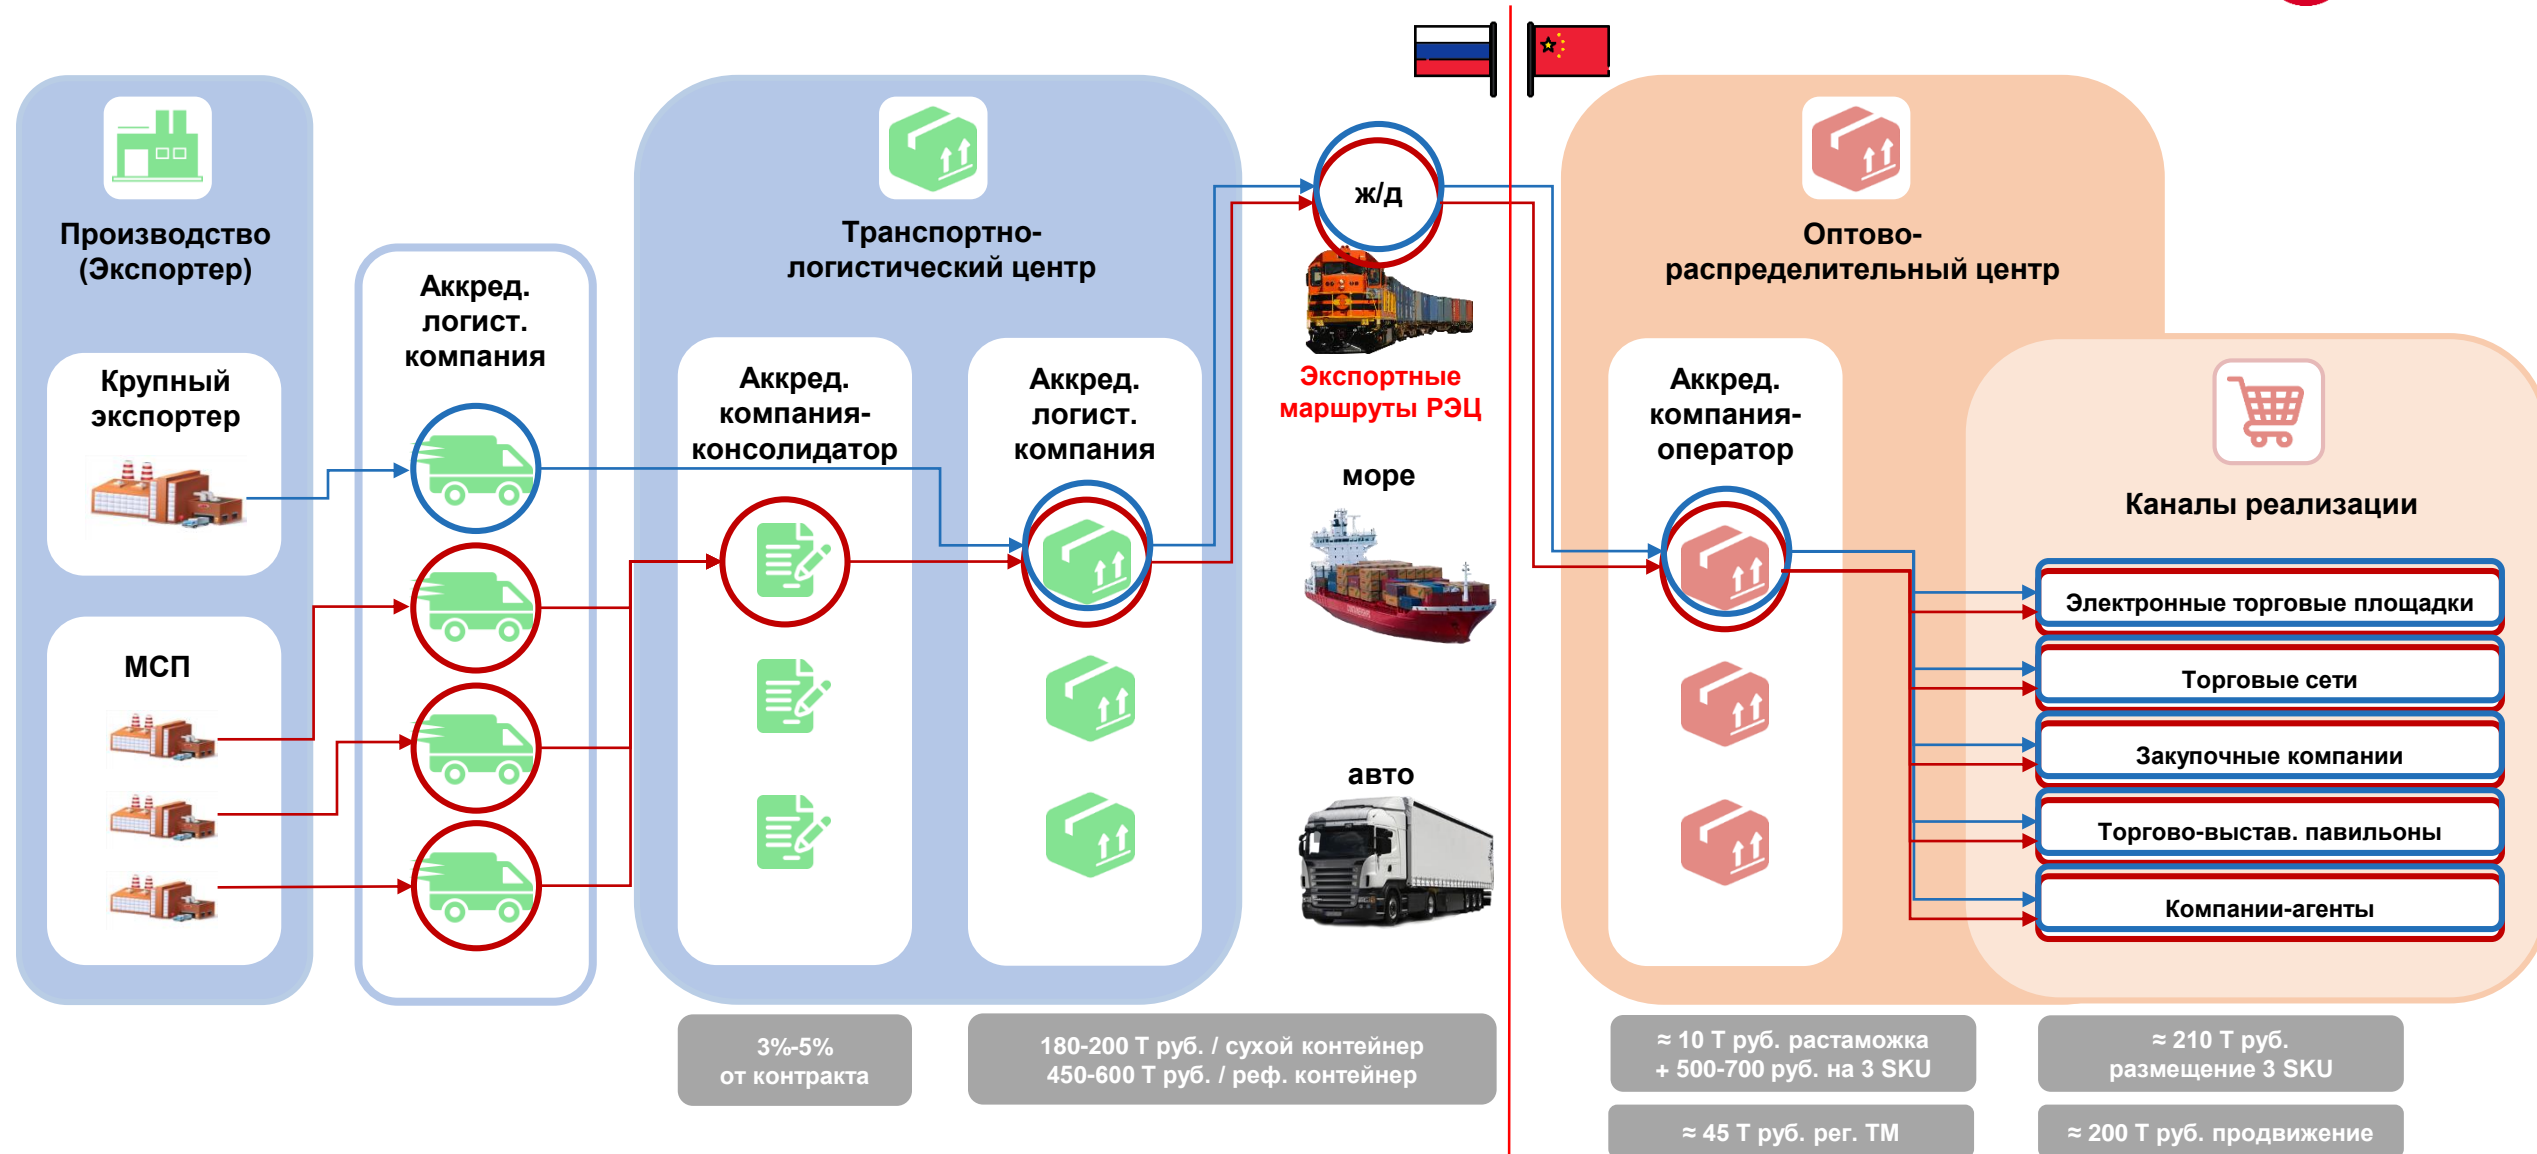 Производство
(Экспортер)
Крупный
экспортер
МСП
Аккред.
логист.
компания
Транспортно-
логистический центр
Аккред.
компания-
консолидатор
Аккред.
логист.
компания
ж/д
Экспортные
маршруты РЭЦ
море
авто
Оптово-
распределительный центр
Аккред.
компания-
оператор
Каналы реализации
Электронные торговые площадки
Торговые сети
Закупочные компании
Торгово-выстав. павильоны
Компании-агенты
3%-5%
от контракта
180-200 Т руб. / сухой контейнер
450-600 Т руб. / реф. контейнер
≈ 10 Т руб. растаможка
+ 500-700 руб. на 3 SKU
≈ 45 Т руб. рег. ТМ
≈ 210 Т руб.
размещение 3 SKU
≈ 200 Т руб. продвижение